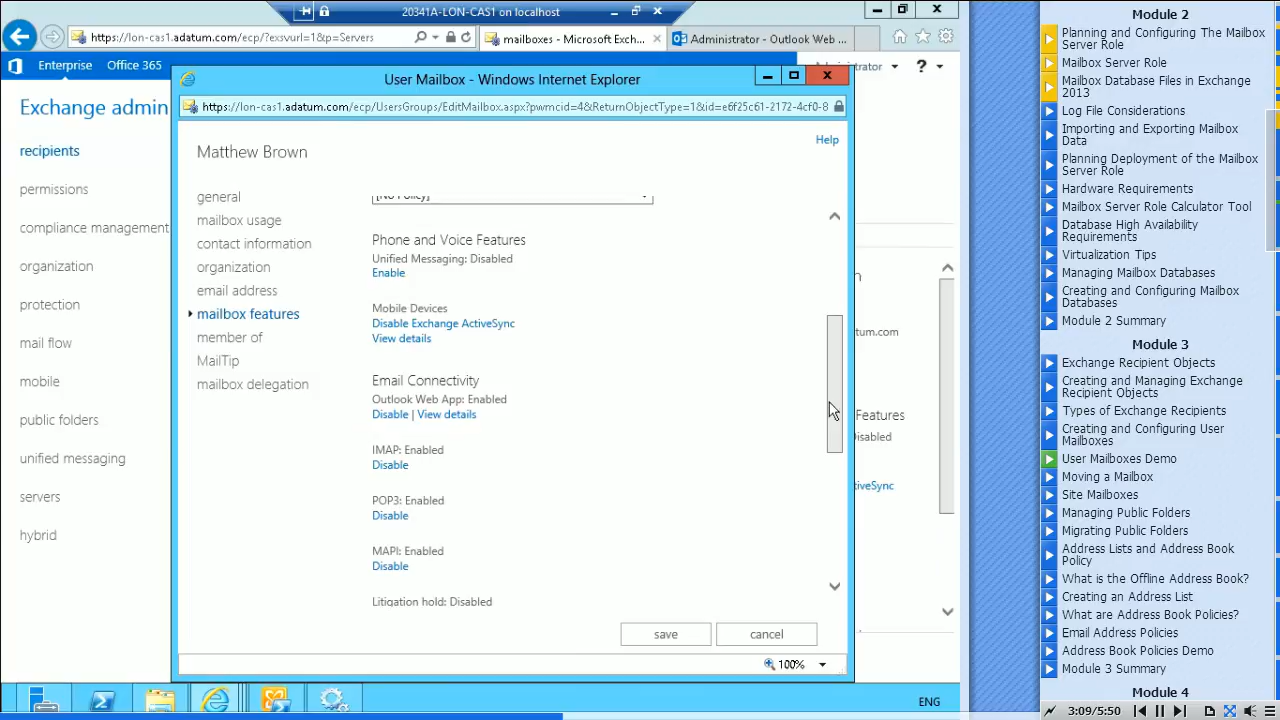 20341A-LON-CAS1 on localhost
https://lon-cas1.adatum.com/ecp/?exsvurl=1&p=Servers
mailboxes - Microsoft Exch...
Administrator - Outlook Web ...
Enterprise
Office 365
?
User Mailbox - Windows Internet Explorer
https://lon-cas1.adatum.com/ecp/UsersGroups/EditMailbox.aspx?pwmcid=4&ReturnObjectType=1&id=e6f25c61-2172-4cf0-8
Exchange admin
recipients
permissions
compliance management
organization
protection
mail flow
mobile
public folders
unified messaging
servers
hybrid
Help
Matthew Brown
general
mailbox usage
contact information
organization
email address
mailbox features
member of
MailTip
mailbox delegation
[No Policy]
Phone and Voice Features
Unified Messaging: Disabled
Enable
Mobile Devices
Disable Exchange ActiveSync
View details
Email Connectivity
Outlook Web App: Enabled
Disable | View details
IMAP: Enabled
Disable
POP3: Enabled
Disable
MAPI: Enabled
Disable
Litigation hold: Disabled
save
cancel
100%
tum.com
Features
isabled
iveSync
ENG
Module 2
Planning and Configuring The Mailbox
Server Role
Mailbox Server Role
Mailbox Database Files in Exchange
2013
Log File Considerations
Importing and Exporting Mailbox
Data
Planning Deployment of the Mailbox
Server Role
Hardware Requirements
Mailbox Server Role Calculator Tool
Database High Availability
Requirements
Virtualization Tips
Managing Mailbox Databases
Creating and Configuring Mailbox
Databases
Module 2 Summary
Module 3
Exchange Recipient Objects
Creating and Managing Exchange
Recipient Objects
Types of Exchange Recipients
Creating and Configuring User
Mailboxes
User Mailboxes Demo
Moving a Mailbox
Site Mailboxes
Managing Public Folders
Migrating Public Folders
Address Lists and Address Book
Policy
What is the Offline Address Book?
Creating an Address List
What are Address Book Policies?
Email Address Policies
Address Book Policies Demo
Module 3 Summary
Module 4
3:09/5:50